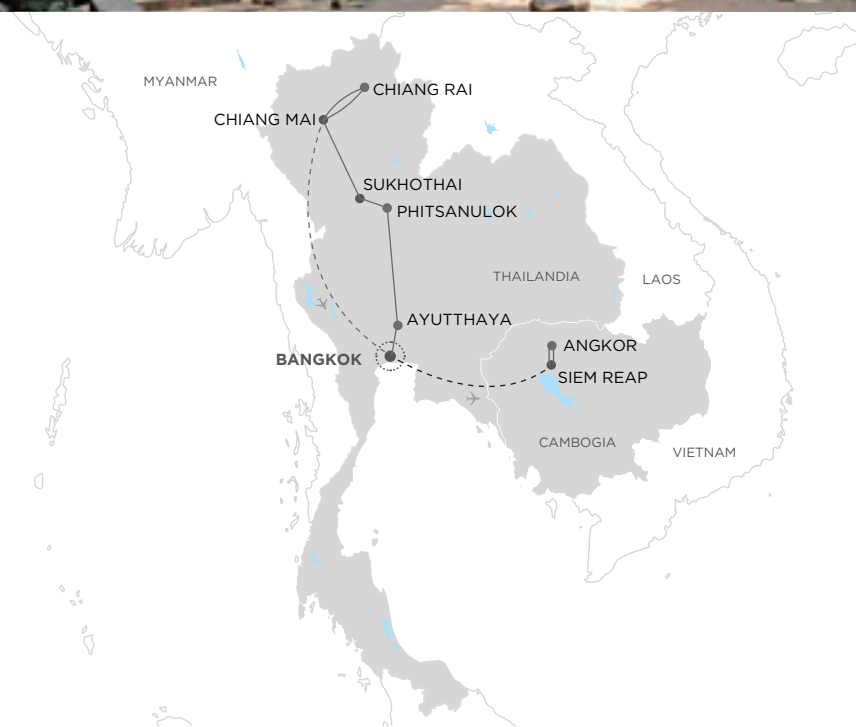 MYANMAR
CHIANG RAI
CHIANG MAI
SUKHOTHAI
PHITSANULOK
THAILANDIA
LAOS
AYUTTHAYA
ANGKOR
BANGKOK
SIEM REAP
CAMBOGIA
VIETNAM